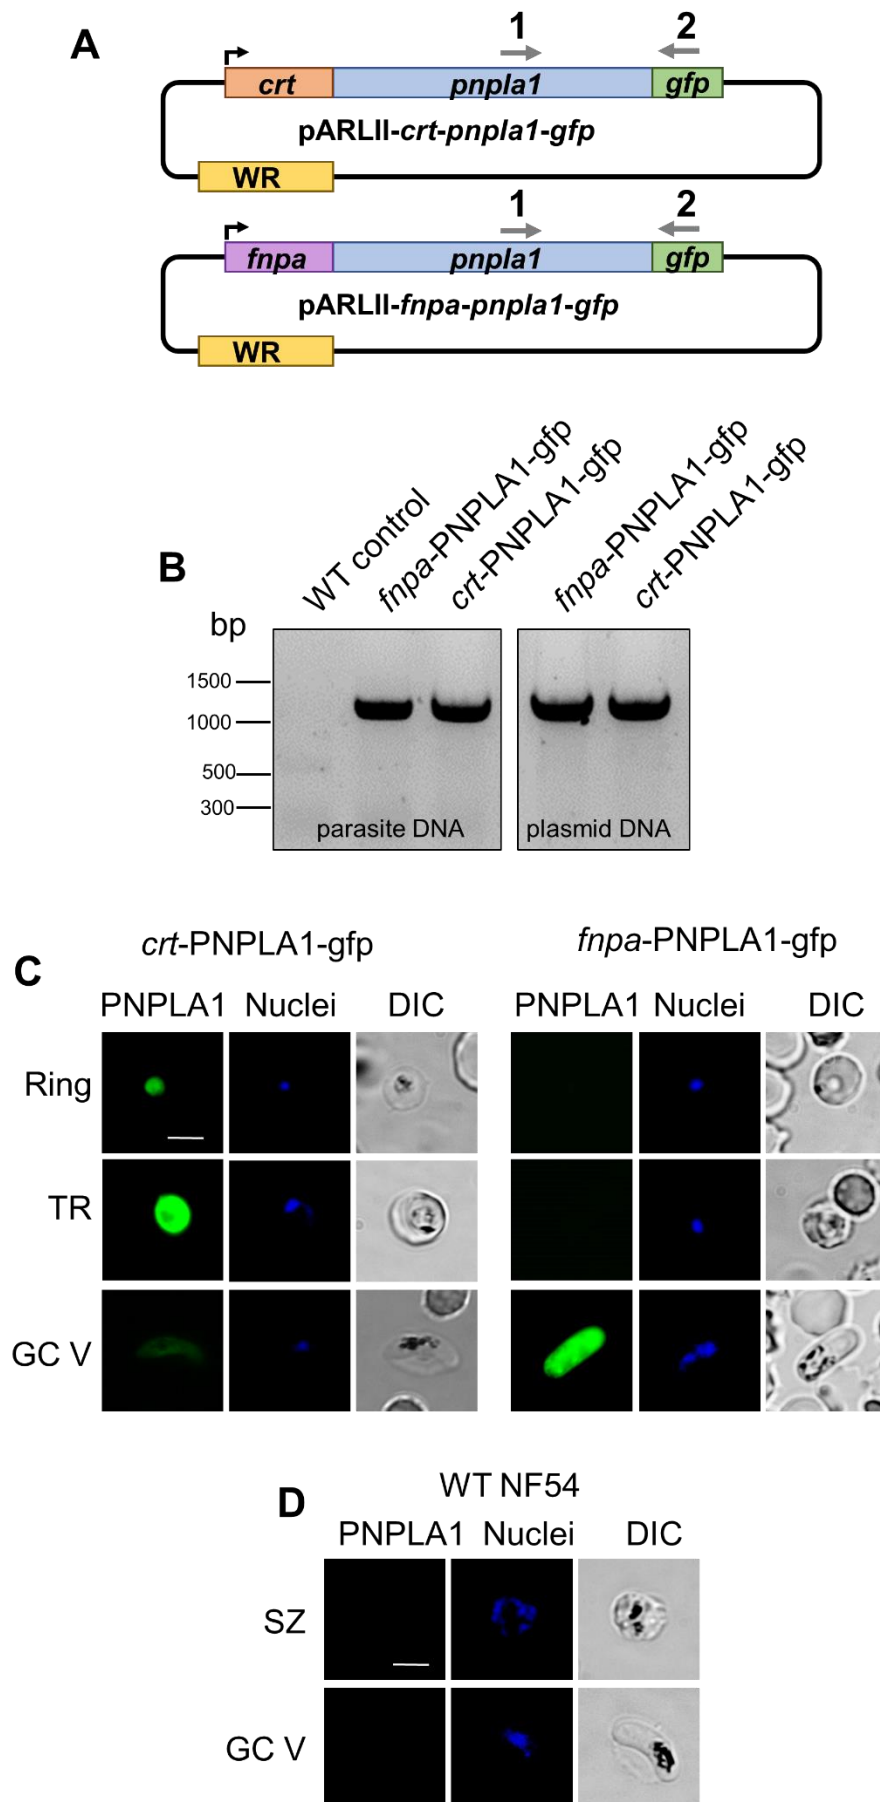 A
1 2
crt pnpla1 gfp
pARLII-crt-pnpla1-gfp
WR
1 2
fnpa pnpla1 gfp
pARLII-fnpa-pnpla1-gfp
WR
B
WT control
fnpa-PNPLA1-gfp
crt-PNPLA1-gfp
fnpa-PNPLA1-gfp
crt-PNPLA1-gfp
bp
1500
1000
500
300
parasite DNA
plasmid DNA
C
crt-PNPLA1-gfp
fnpa-PNPLA1-gfp
PNPLA1 Nuclei DIC
PNPLA1 Nuclei DIC
Ring
TR
GC V
D
WT NF54
PNPLA1 Nuclei DIC
SZ
GC V